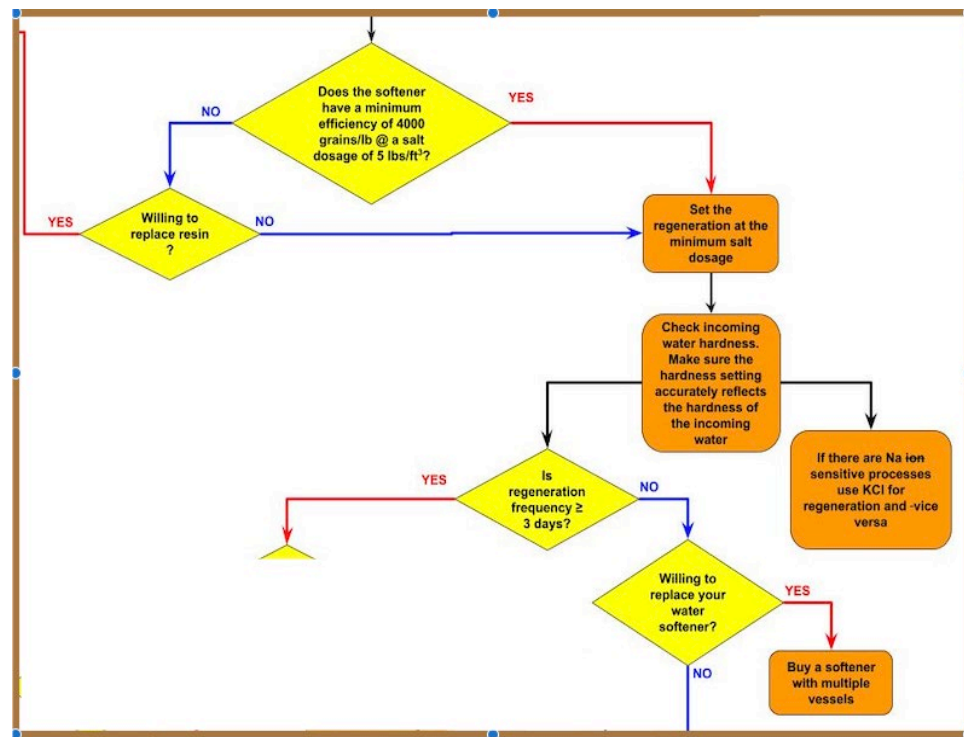 Does the softener
have a minimum
efficiency of 4000
grains/lb @ a salt
dosage of 5 lbs/ft³?
NO
YES
Willing to
replace resin
?
YES
NO
Set the
regeneration at the
minimum salt
dosage
Check incoming
water hardness.
Make sure the
hardness setting
accurately reflects
the hardness of
the incoming
water
If there are Na ion
sensitive processes
use KCl for
regeneration and -vice
versa
Is
regeneration
frequency ≥
3 days?
YES
NO
Willing to
replace your
water
softener?
YES
NO
Buy a softener
with multiple
vessels